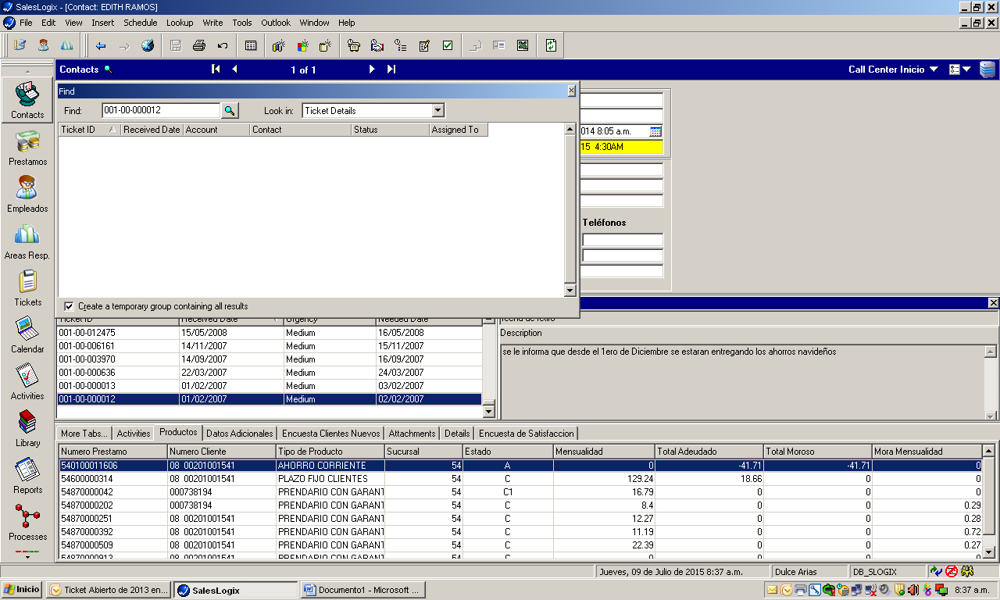 SalesLogix - [Contact: EDITH RAMOS]
File Edit View Insert Schedule Lookup Write Tools Outlook Window Help
Contacts 1 of 1 Call Center Inicio
Contacts
Prestamos
Empleados
Areas Resp.
Tickets
Calendar
Activities
Library
Reports
Processes
Find
Find: 001-00-000012 Look in: Ticket Details
Ticket ID Received Date Account Contact Status Assigned To
Create a temporary group containing all results
014 8:05 a.m.
15 4:30AM
Teléfonos
Ticket ID Received Date Urgency Needed Date
001-00-012475 15/05/2008 Medium 16/05/2008
001-00-006161 14/11/2007 Medium 15/11/2007
001-00-003970 14/09/2007 Medium 16/09/2007
001-00-000636 22/03/2007 Medium 24/03/2007
001-00-000013 01/02/2007 Medium 03/02/2007
001-00-000012 01/02/2007 Medium 02/02/2007
fecha de retiro
Description
se le informa que desde el 1ero de Diciembre se estaran entregando los ahorros navideños
More Tabs... Activities Productos Datos Adicionales Encuesta Clientes Nuevos Attachments Details Encuesta de Satisfaccion
Numero Prestamo Numero Cliente Tipo de Producto Sucursal Estado Mensualidad Total Adeudado Total Moroso Mora Mensualidad
540100011606 08 00201001541 AHORRO CORRIENTE 54 A 0 -41.71 -41.71 0
54600000314 08 00201001541 PLAZO FIJO CLIENTES 54 C 129.24 18.66 0 0
54870000042 000738194 PRENDARIO CON GARANT 54 C1 16.79 0 0 0
54870000202 000738194 PRENDARIO CON GARANT 54 C 8.4 0 0 0.29
54870000251 08 00201001541 PRENDARIO CON GARANT 54 C 12.27 0 0 0.28
54870000392 08 00201001541 PRENDARIO CON GARANT 54 C 11.19 0 0 0.72
54870000509 08 00201001541 PRENDARIO CON GARANT 54 C 22.39 0 0 0.27
54870000913 08 00201001541 PRENDARIO CON GARANT 54 C 0 0 0
Jueves, 09 de Julio de 2015 8:37 a.m. Dulce Arias DB_SLOGIX
Inicio Ticket Abierto de 2013 en... SalesLogix Documento1 - Microsoft ... 8:37 a.m.